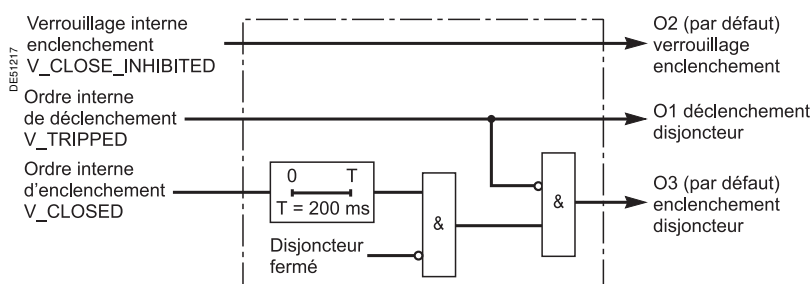 Verrouillage interne
enclenchement
V_CLOSE_INHIBITED
DE51217
Ordre interne
de déclenchement
V_TRIPPED
Ordre interne
d'enclenchement
V_CLOSED
0 T
T = 200 ms
Disjoncteur
fermé
&
&
O2 (par défaut)
verrouillage
enclenchement
O1 déclenchement
disjoncteur
O3 (par défaut)
enclenchement
disjoncteur